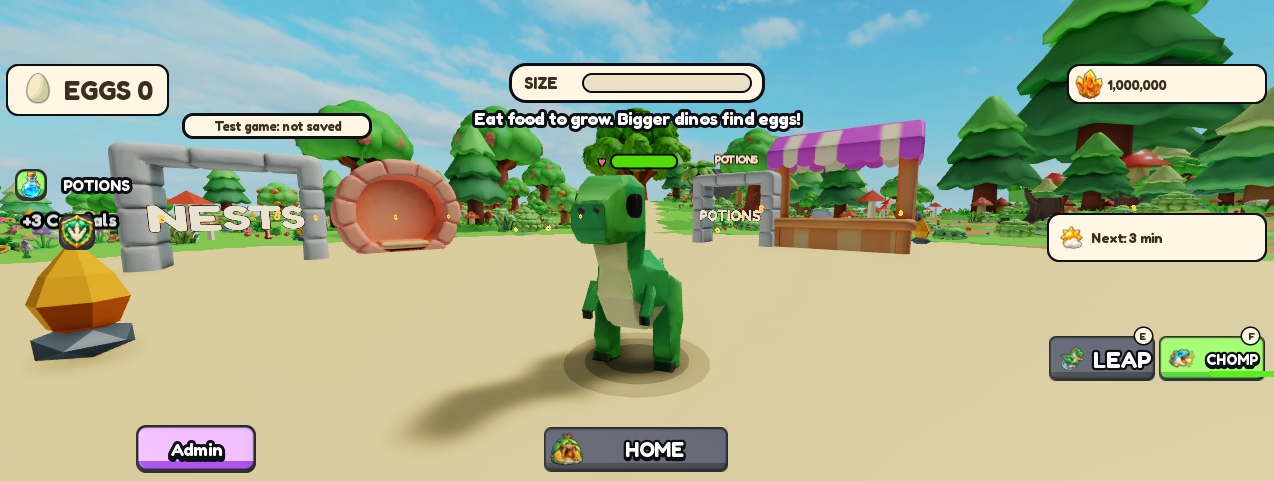 EGGS 0
SIZE
1,000,000
Test game: not saved
Eat food to grow. Bigger dinos find eggs!
POTIONS
POTIONS
NESTS
POTIONS
Next: 3 min
E
LEAP
F
CHOMP
Admin
HOME